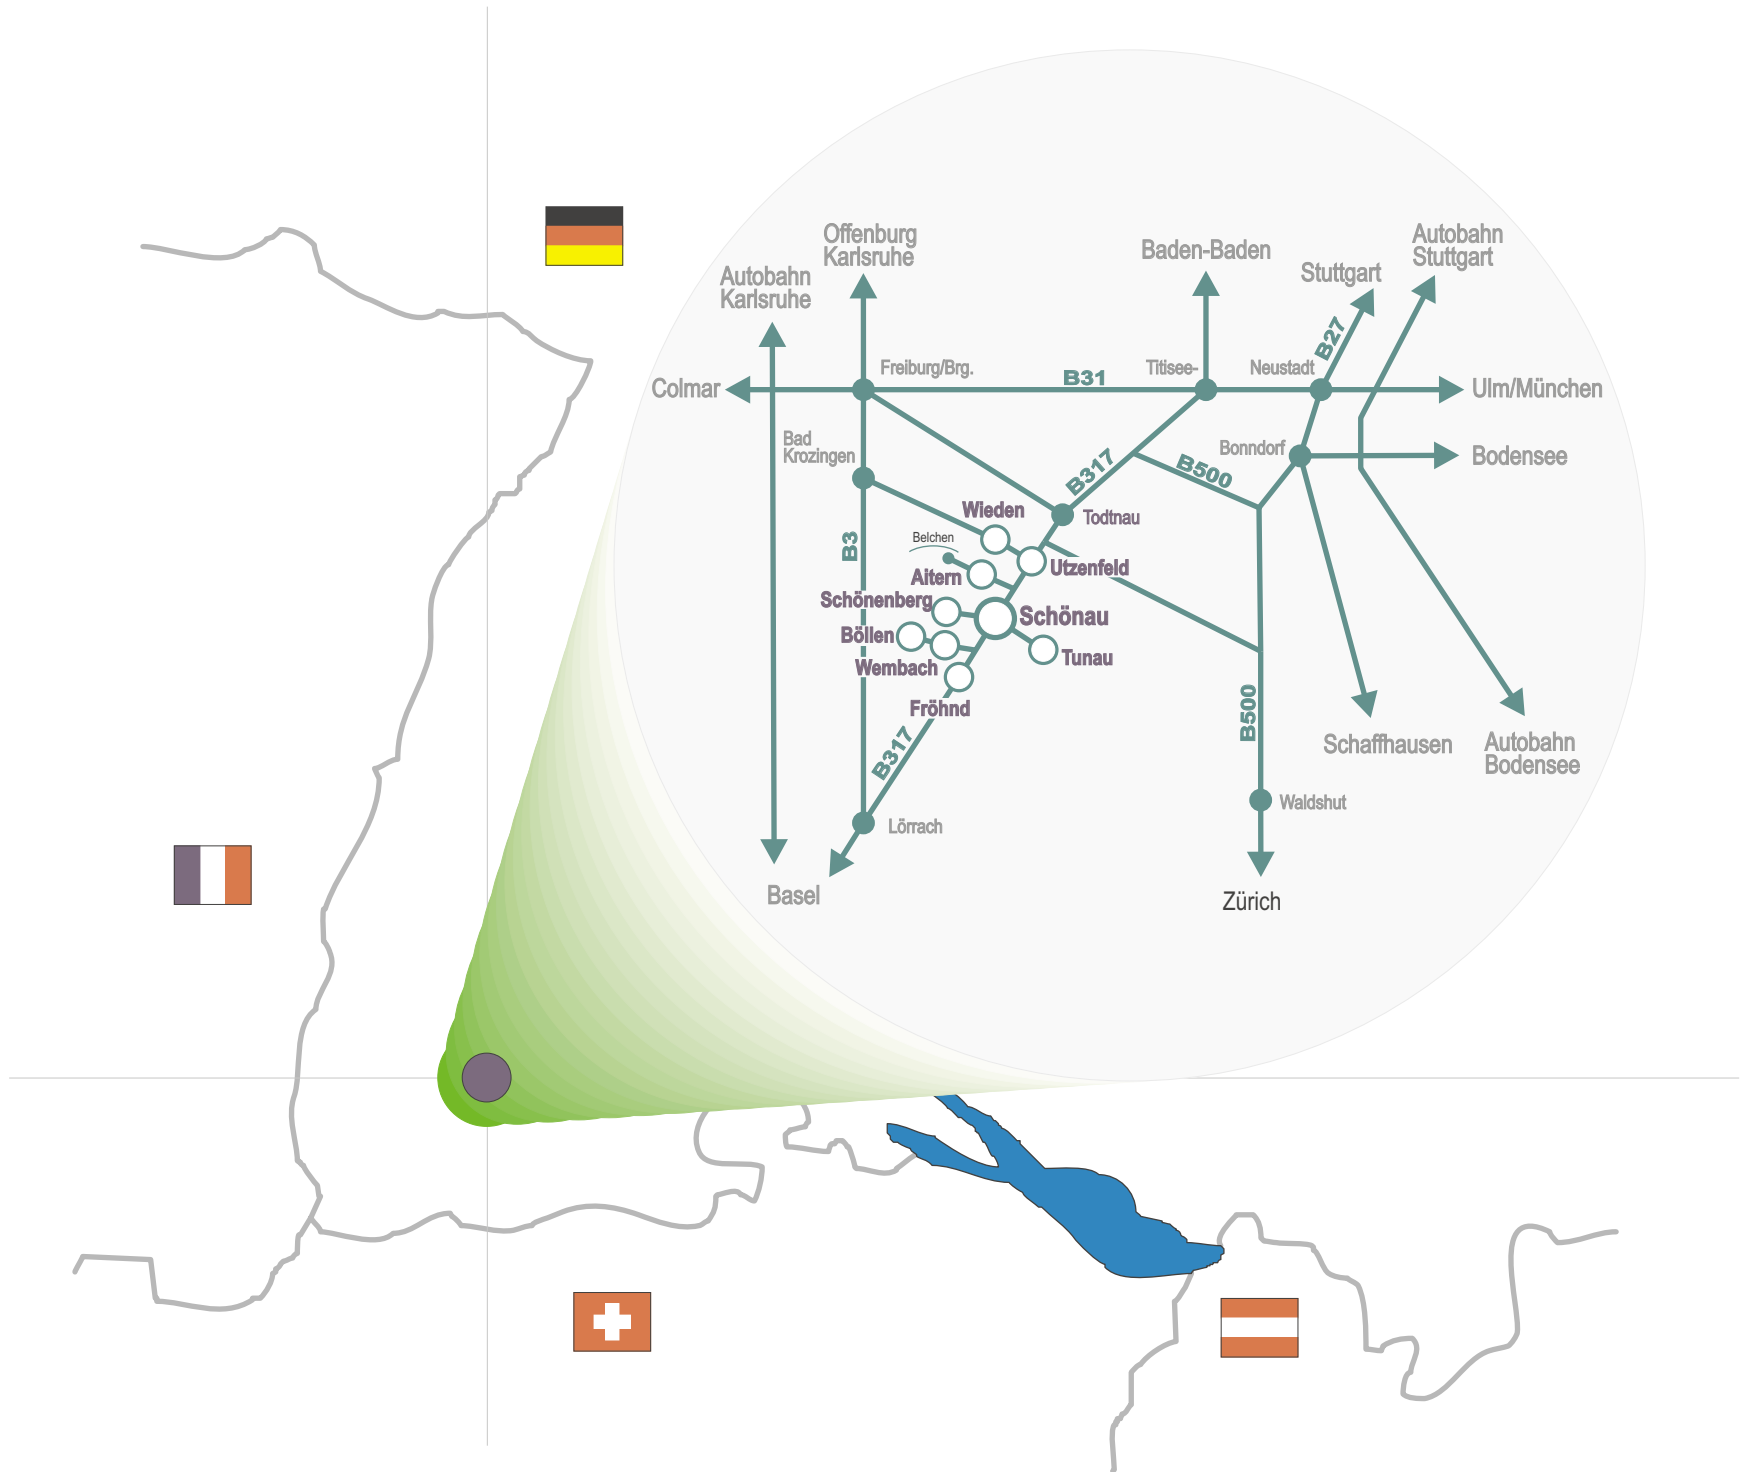 Offenburg
Karlsruhe
Baden-Baden
Autobahn
Stuttgart
Autobahn
Karlsruhe
Stuttgart
B27
Freiburg/Brg.
B31
Titisee-
Neustadt
Colmar
Ulm/München
Bad
Krozingen
B317
B500
Bonndorf
Bodensee
Wieden
Todtnau
B3
Belchen
Aitern
Utzenfeld
Schönenberg
Schönau
Böllen
Tunau
Wembach
Fröhnd
B317
B500
Schaffhausen
Autobahn
Bodensee
Waldshut
Lörrach
Basel
Zürich